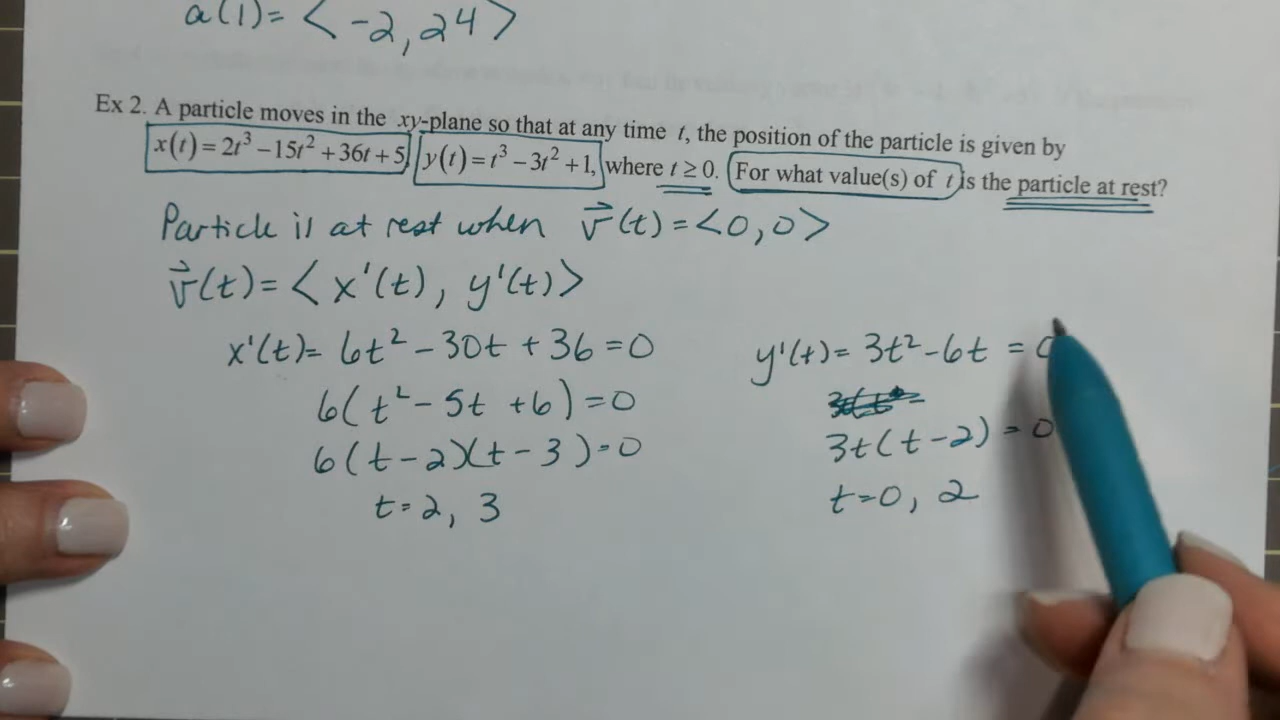 a(1) = < -2, 24 >
Ex 2. A particle moves in the xy-plane so that at any time t, the position of the particle is given by
x(t) = 2t³ – 15t² + 36t + 5, y(t) = t³ – 3t² + 1, where t ≥ 0. For what value(s) of t is the particle at rest?
Particle is at rest when v⃗(t) = <0, 0>
v⃗(t) = < x'(t), y'(t) >
x'(t) = 6t² - 30t + 36 = 0
6(t² - 5t + 6) = 0
6(t - 2)(t - 3) = 0
t = 2, 3
y'(t) = 3t² - 6t = 0
3t(t - 2) = 0
t = 0, 2